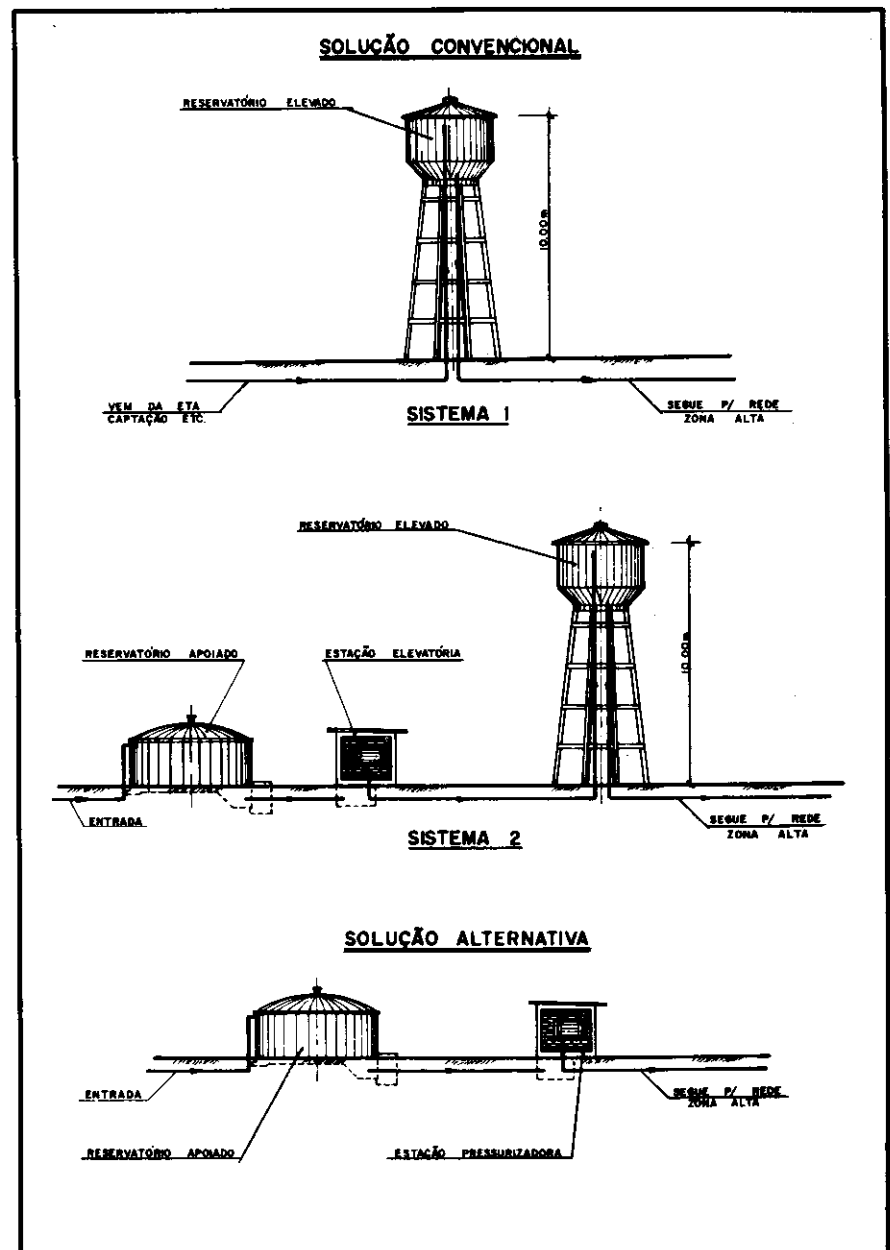 SOLUÇÃO CONVENCIONAL
RESERVATÓRIO ELEVADO
10.00m
VEM DA ETA
CAPTAÇÃO ETC.
SISTEMA 1
SEGUE P/ REDE
ZONA ALTA
RESERVATÓRIO ELEVADO
RESERVATÓRIO APOIADO
ESTAÇÃO ELEVATÓRIA
10.00m
ENTRADA
SISTEMA 2
SEGUE P/ REDE
ZONA ALTA
SOLUÇÃO ALTERNATIVA
ENTRADA
SEGUE P/ REDE
ZONA ALTA
RESERVATÓRIO APOIADO
ESTAÇÃO PRESSURIZADORA